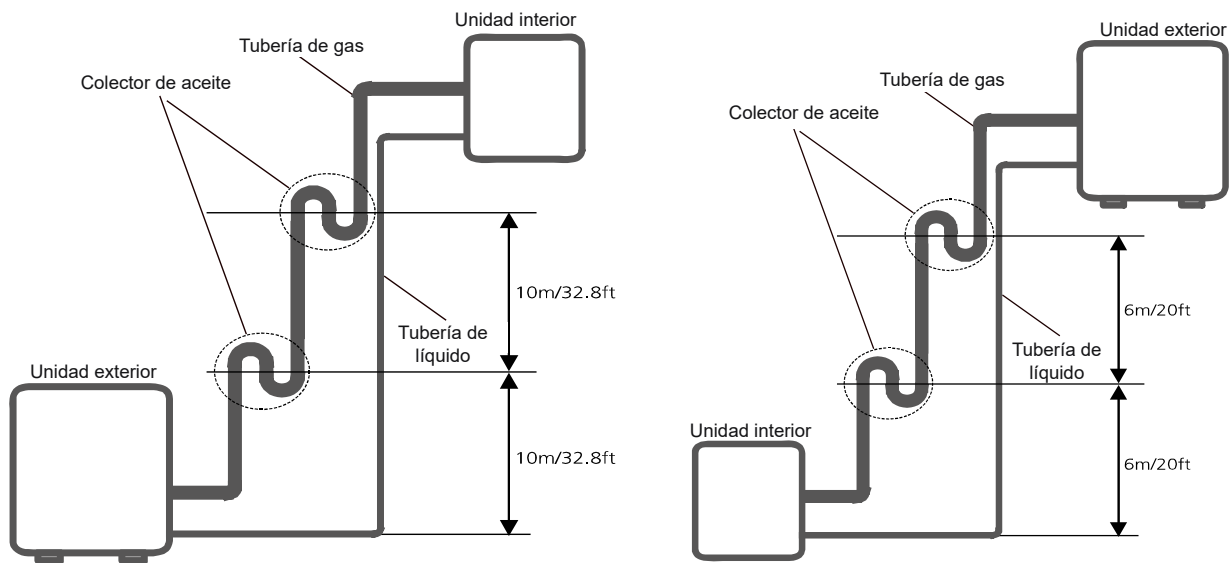 Unidad interior
Tubería de gas
Colector de aceite
10m/32.8ft
Tubería de
líquido
Unidad exterior
10m/32.8ft
Unidad exterior
Tubería de gas
Colector de aceite
6m/20ft
Tubería de
líquido
Unidad interior
6m/20ft